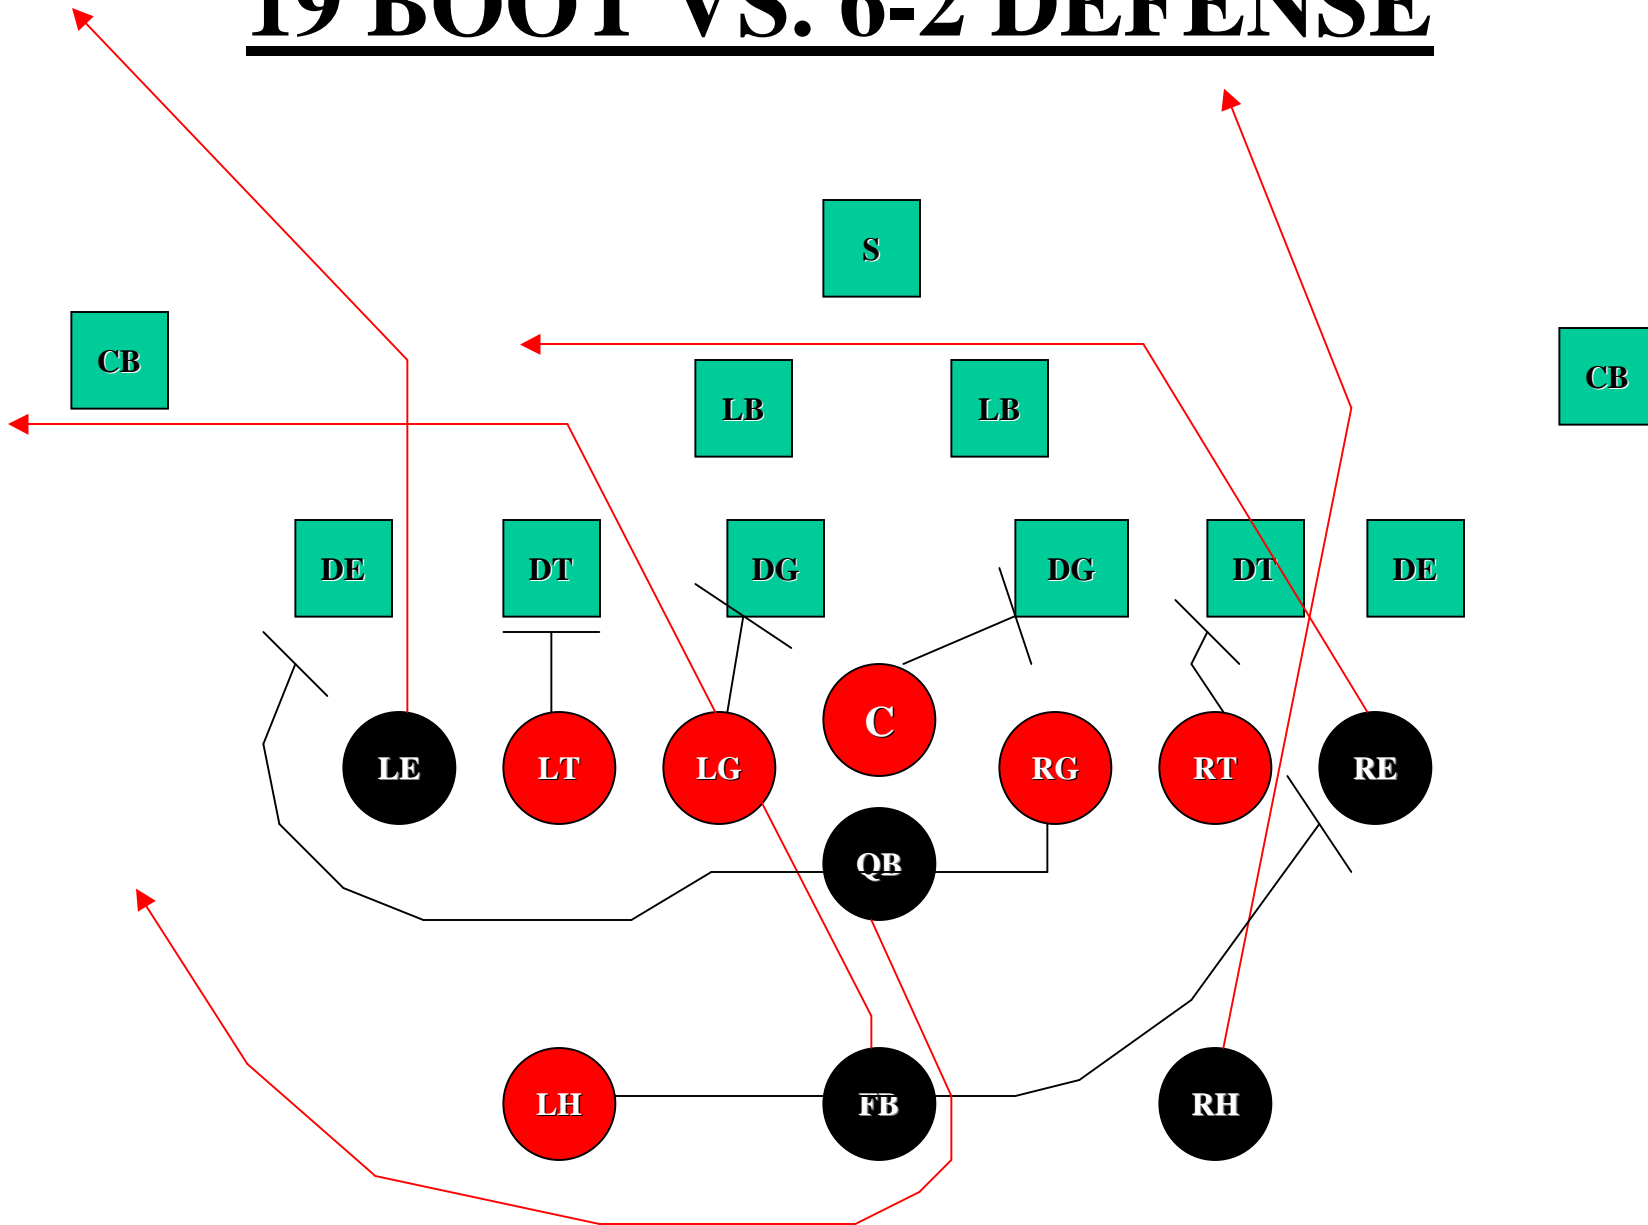 19 BOOT VS. 6-2 DEFENSE
S
CB
CB
LB
LB
DE
DT
DG
DG
DT
DE
C
LE
LT
LG
RG
RT
RE
QB
LH
FB
RH